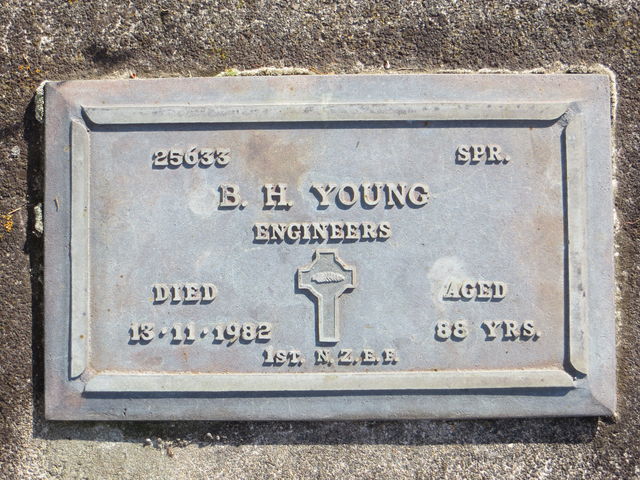 25633 SPR.
B. H. YOUNG
ENGINEERS
DIED AGED
13·11·1982 88 YRS.
1ST. N.Z.E.F.